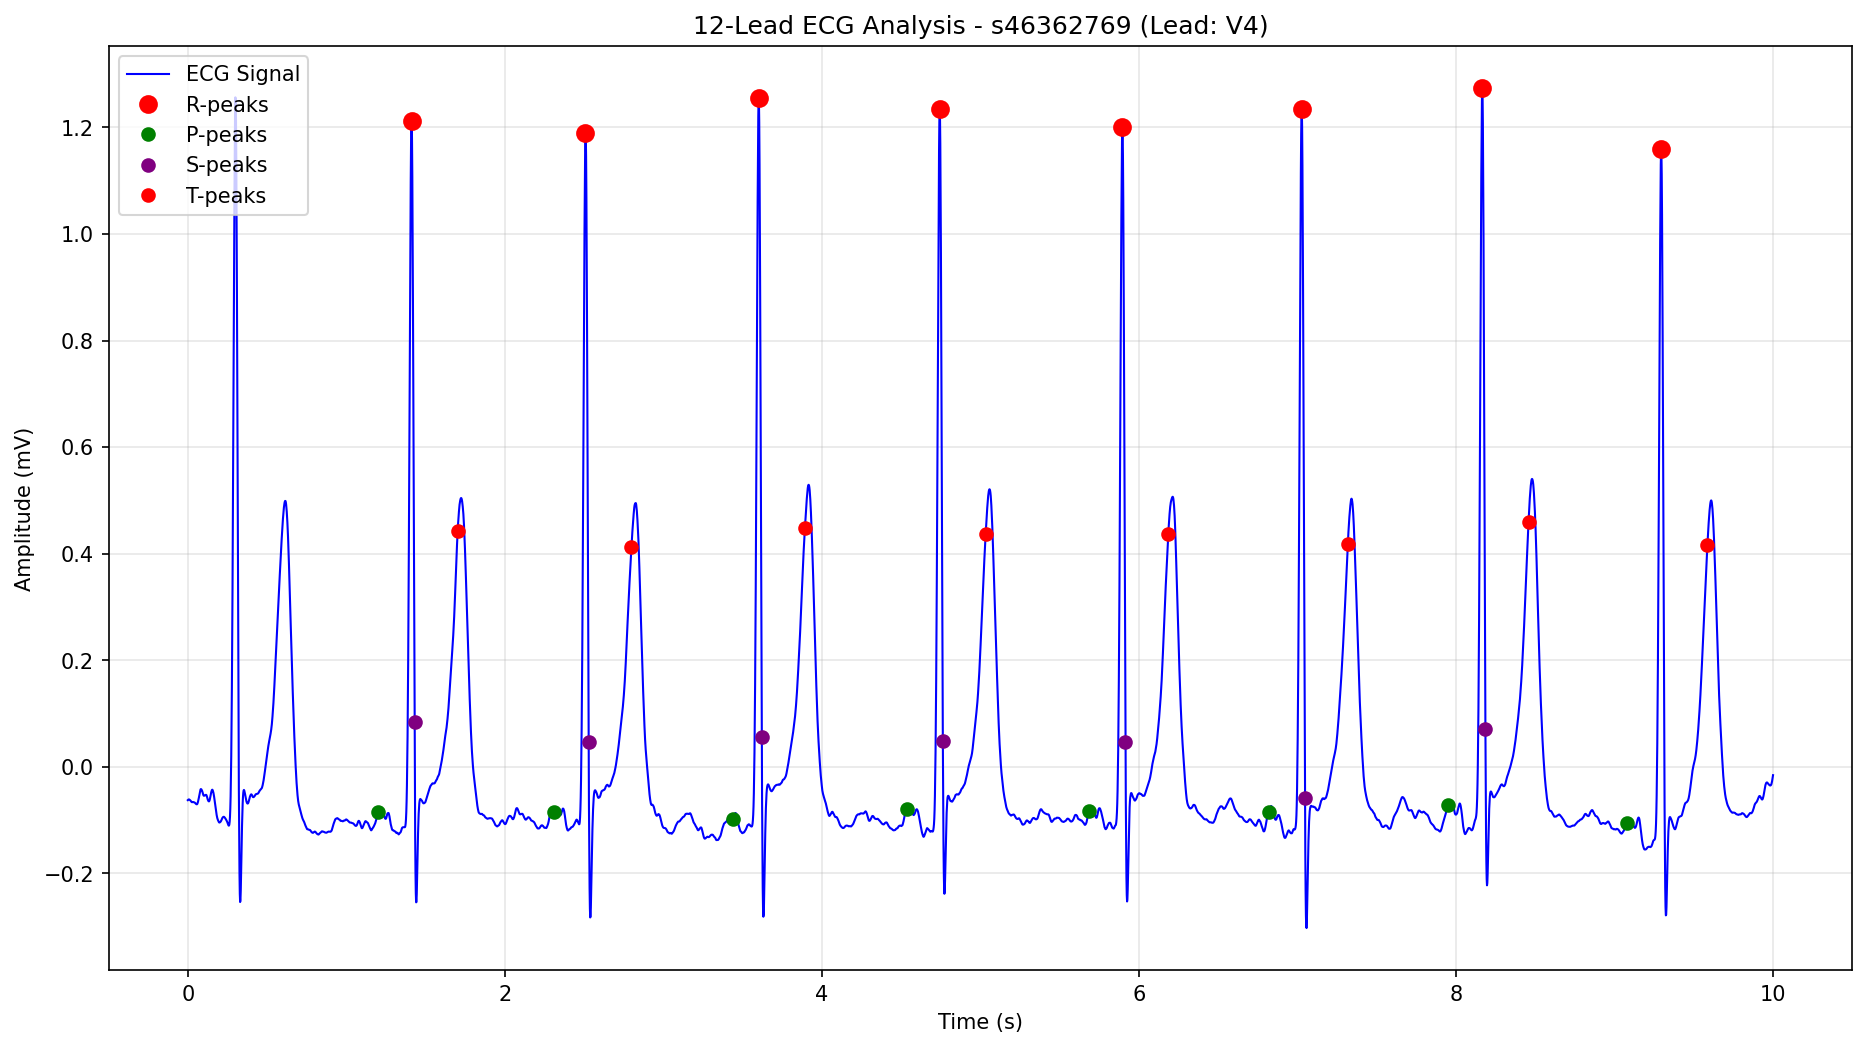 12-Lead ECG Analysis - s46362769 (Lead: V4)
ECG Signal
R-peaks
P-peaks
S-peaks
T-peaks
Amplitude (mV)
1.2
1.0
0.8
0.6
0.4
0.2
0.0
−0.2
0 2 4 6 8 10
Time (s)